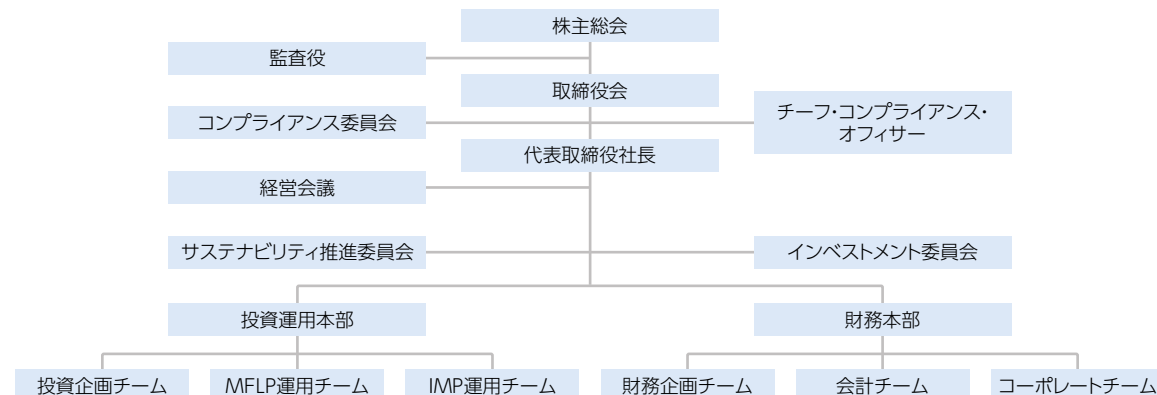 株主総会
監査役
取締役会
コンプライアンス委員会
チーフ・コンプライアンス・
オフィサー
代表取締役社長
経営会議
サステナビリティ推進委員会
インベストメント委員会
投資運用本部
財務本部
投資企画チーム
MFLP運用チーム
IMP運用チーム
財務企画チーム
会計チーム
コーポレートチーム